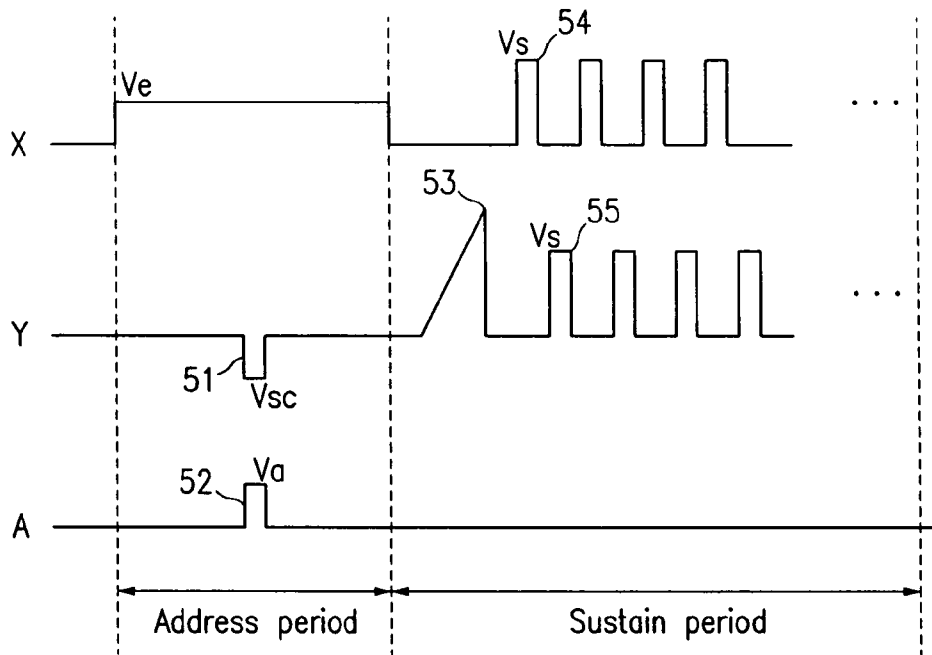 Vs 54
Ve
X
...
53
Vs 55
...
Y
51
Vsc
52 Va
A
Address period Sustain period